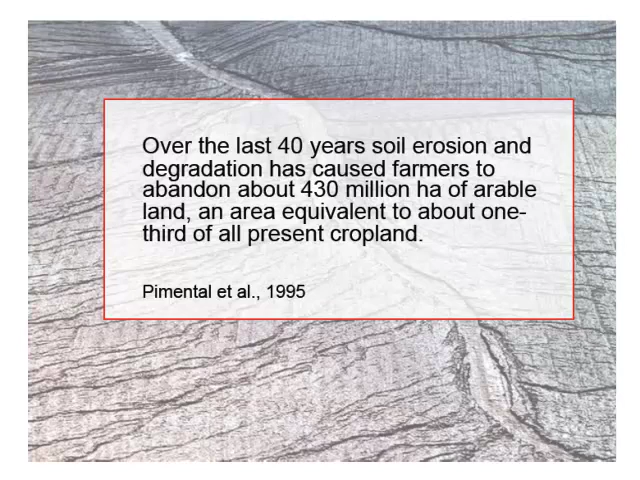 Over the last 40 years soil erosion and
degradation has caused farmers to
abandon about 430 million ha of arable
land, an area equivalent to about one-
third of all present cropland.
Pimental et al., 1995